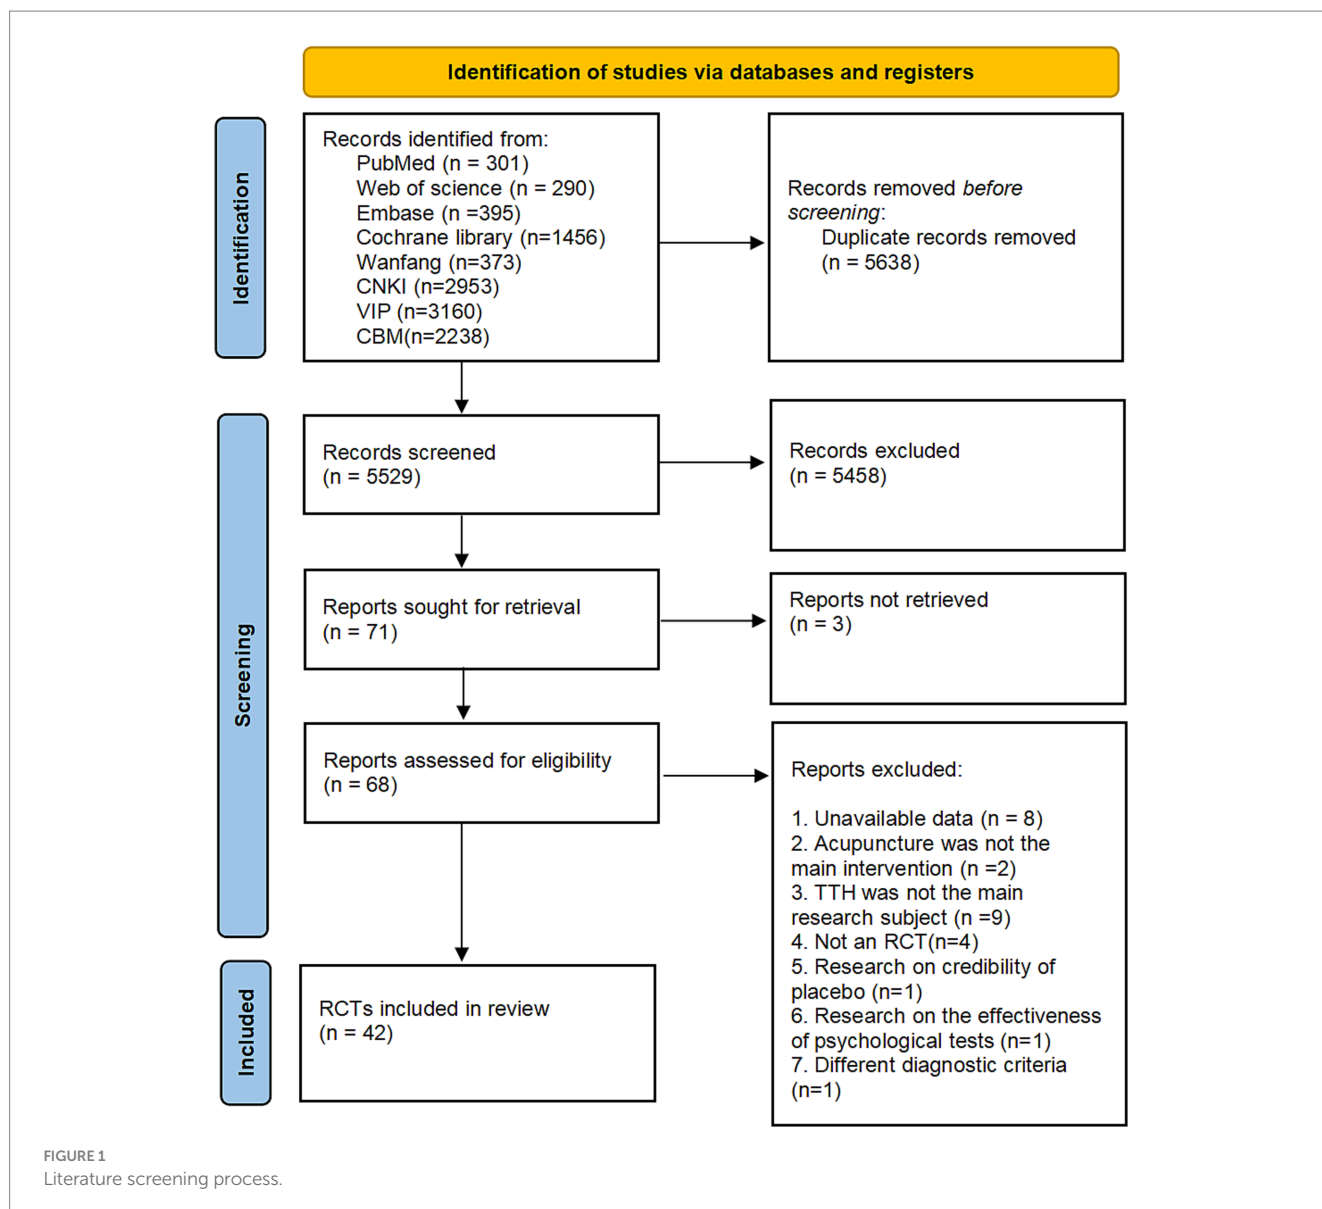 Identification of studies via databases and registers
Identification
Records identified from:
PubMed (n = 301)
Web of science (n = 290)
Embase (n =395)
Cochrane library (n=1456)
Wanfang (n=373)
CNKI (n=2953)
VIP (n=3160)
CBM(n=2238)
Records removed before
screening:
Duplicate records removed
(n = 5638)
Screening
Records screened
(n = 5529)
Records excluded
(n = 5458)
Reports sought for retrieval
(n = 71)
Reports not retrieved
(n = 3)
Reports assessed for eligibility
(n = 68)
Reports excluded:
1. Unavailable data (n = 8)
2. Acupuncture was not the
main intervention (n =2)
3. TTH was not the main
research subject (n =9)
4. Not an RCT(n=4)
5. Research on credibility of
placebo (n=1)
6. Research on the effectiveness
of psychological tests (n=1)
7. Different diagnostic criteria
(n=1)
Included
RCTs included in review
(n = 42)
FIGURE 1
Literature screening process.